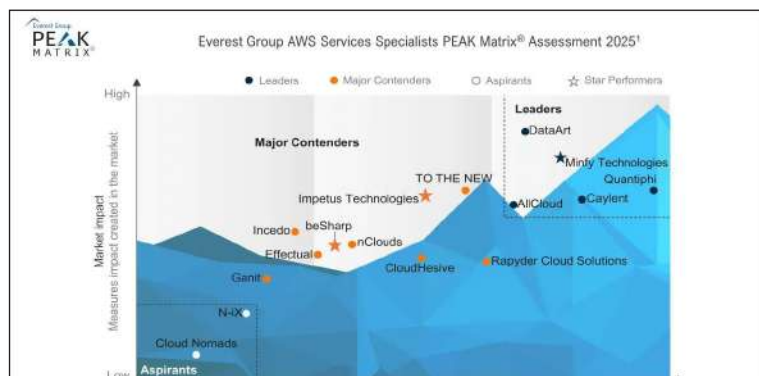 Everest Group
PEAK
MATRIX®
Everest Group AWS Services Specialists PEAK Matrix® Assessment 2025¹
Leaders
Major Contenders
Aspirants
Star Performers
High
Market impact
Measures impact created in the market
Leaders
DataArt
Major Contenders
Minfy Technologies
TO THE NEW
Quantiphi
Impetus Technologies
AllCloud
Caylent
beSharp
Incedo
nClouds
Effectual
CloudHesive
Rapyder Cloud Solutions
Ganit
N-iX
Cloud Nomads
Aspirants
Low